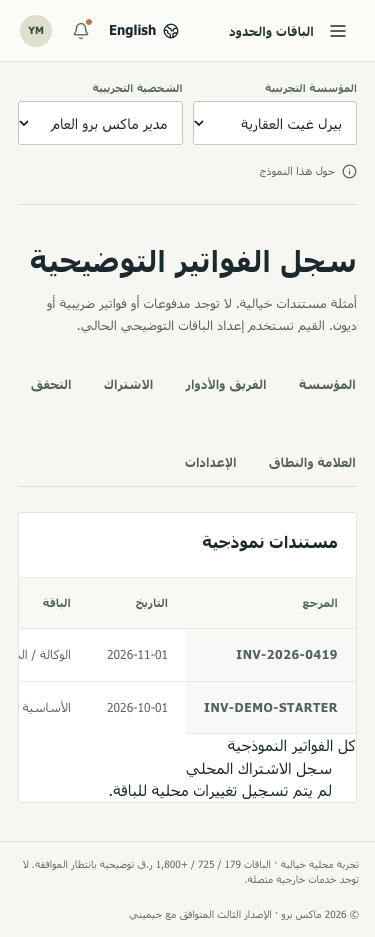 الباقات والحدود
English
YM
المؤسسة التجريبية
الشخصية التجريبية
بيرل غيت العقارية
مدير ماكس برو العام
حول هذا النموذج
سجل الفواتير التوضيحية
أمثلة مستندات خيالية. لا توجد مدفوعات أو فواتير ضريبية أو
ديون. القيم تستخدم إعداد الباقات التوضيحي الحالي.
المؤسسة الفريق والأدوار الاشتراك التحقق
العلامة والنطاق الإعدادات
مستندات نموذجية
المرجع التاريخ الباقة
INV-2026-0419 2026-11-01 الوكالة /
INV-DEMO-STARTER 2026-10-01 الأساسية
كل الفواتير النموذجية
سجل الاشتراك المحلي
لم يتم تسجيل تغييرات محلية للباقة.
تجربة محلية خيالية · الباقات 179 / 725 / +1,800 ر.ق توضيحية بانتظار الموافقة. لا
توجد خدمات خارجية متصلة.
© 2026 ماكس برو · الإصدار الثالث المتوافق مع جيميني